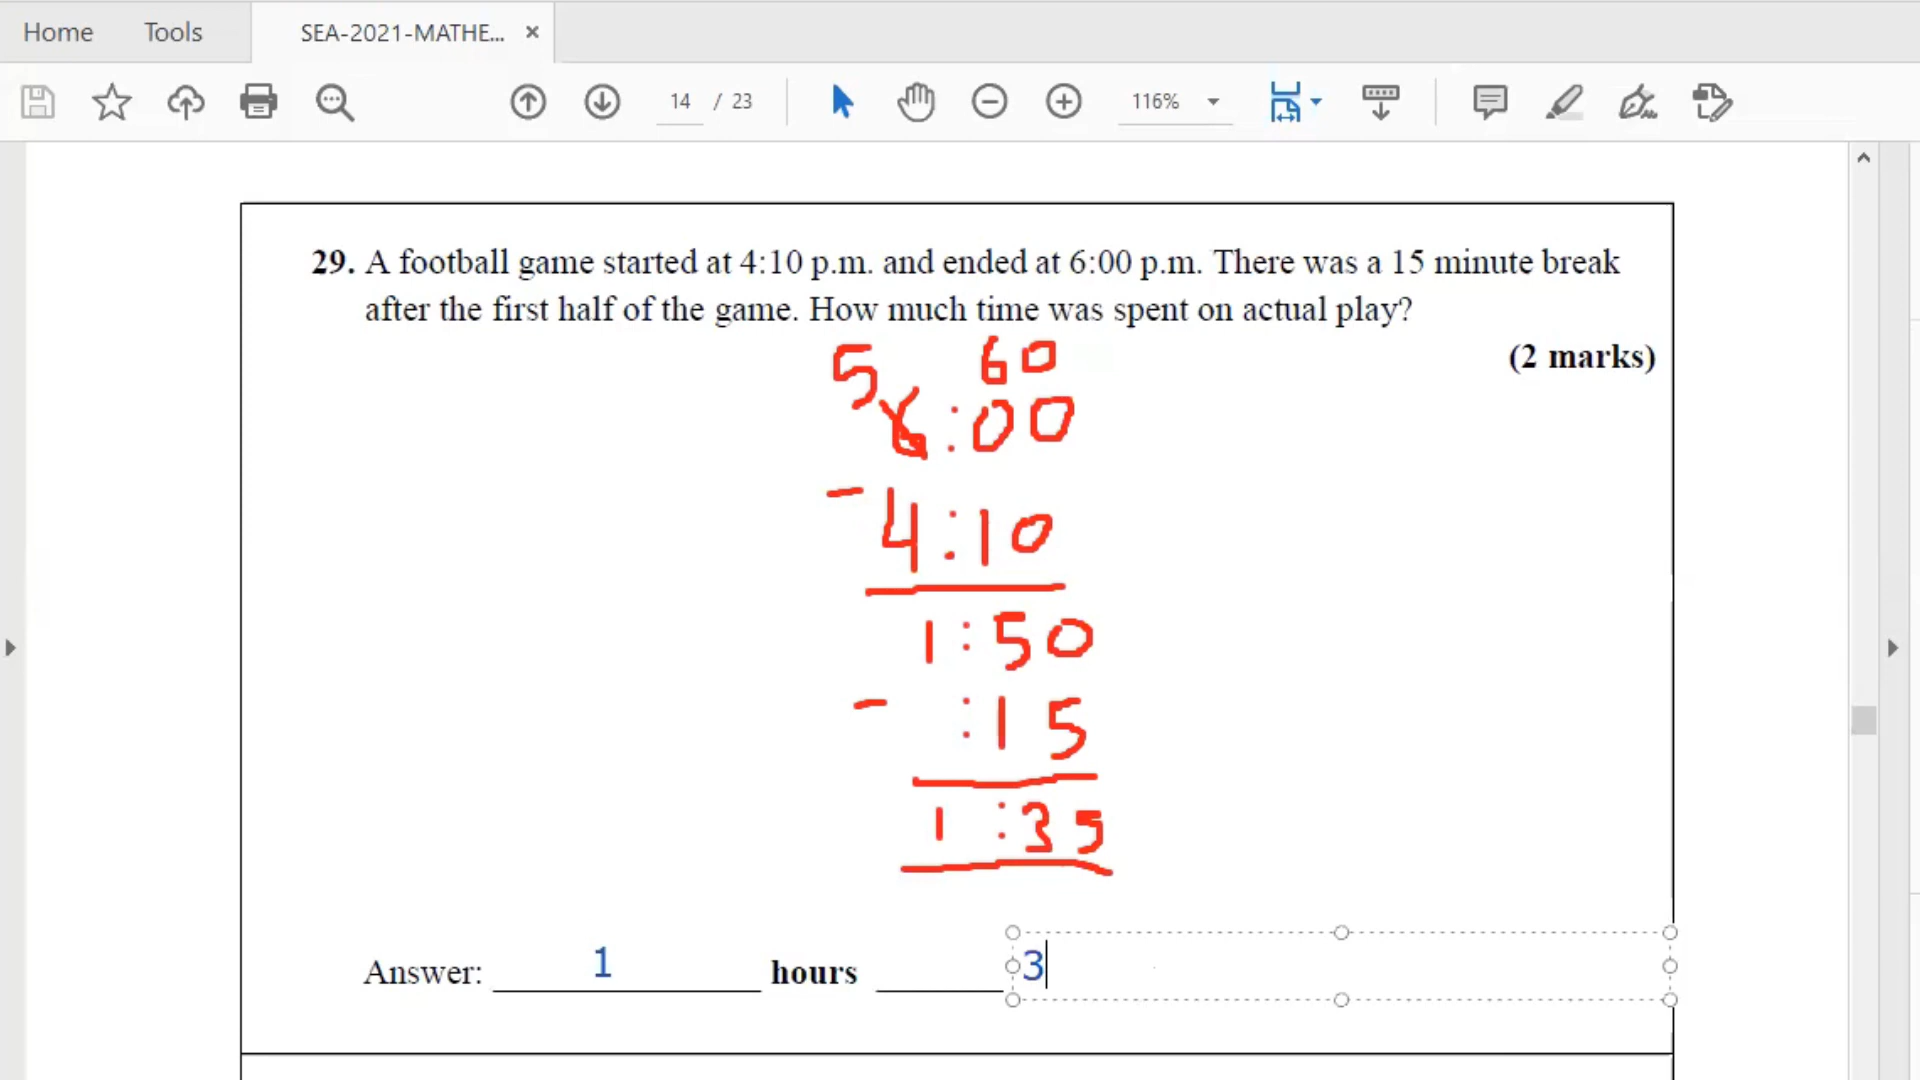 Home Tools SEA-2021-MATHE... ×
14 / 23 116%
29. A football game started at 4:10 p.m. and ended at 6:00 p.m. There was a 15 minute break
after the first half of the game. How much time was spent on actual play?
(2 marks)
5 60
6:00
- 4:10
1:50
- :15
1:35
Answer: 1 hours 3